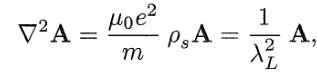 ∇²A = μ₀e²/m ρₛA = 1/λ_L² A,